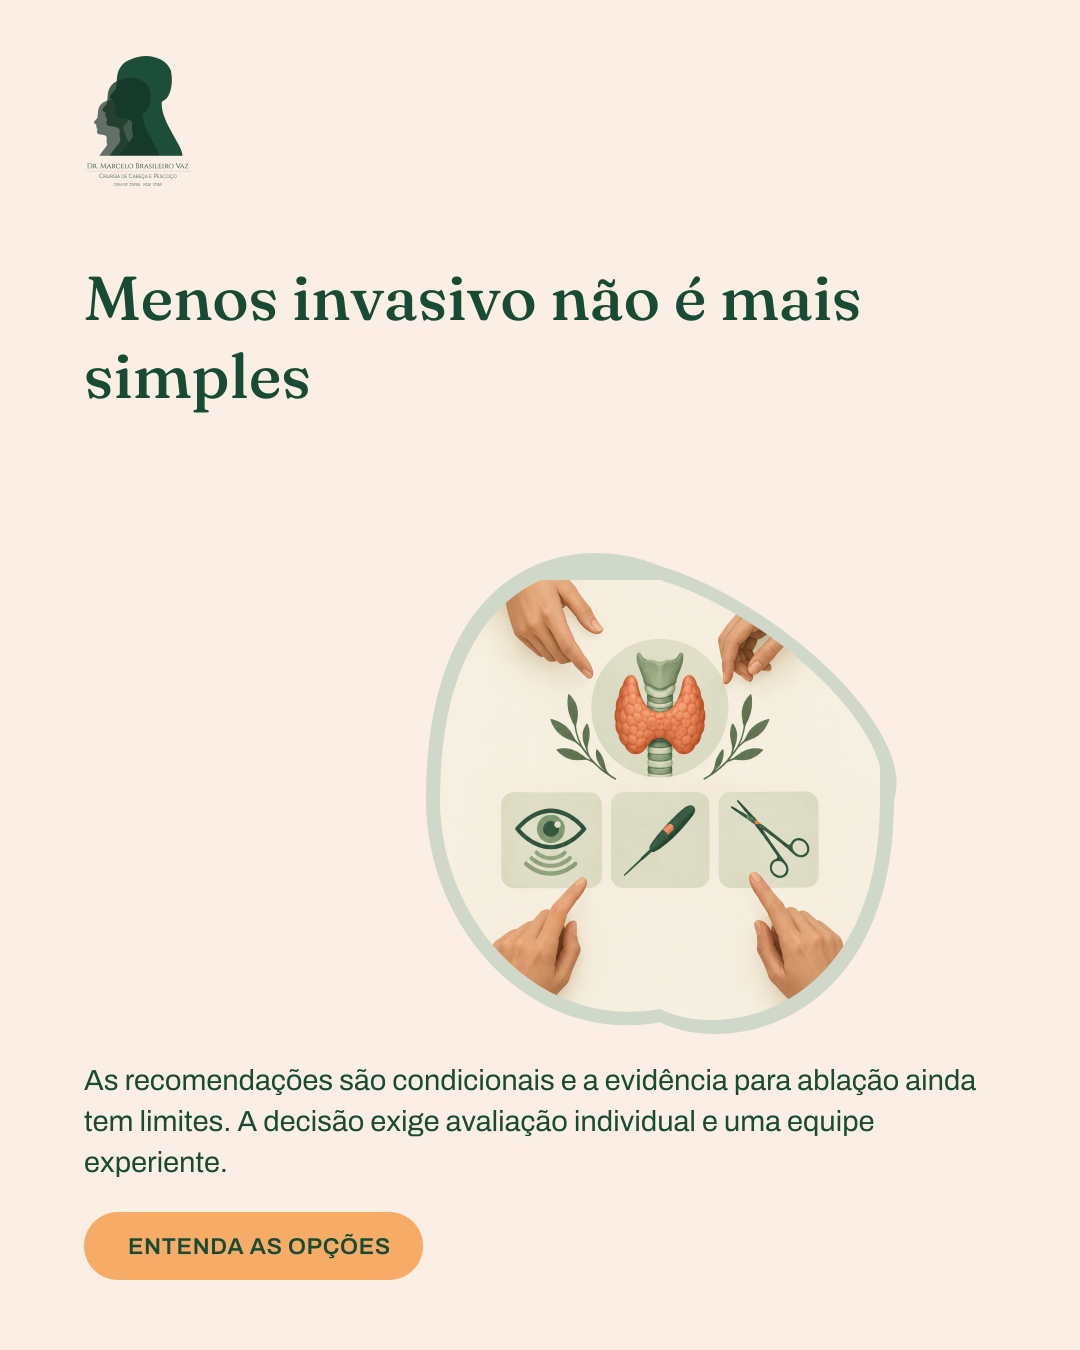 DR. MARCELO BRASILEIRO VAZ
CIRURGIA DE CABEÇA E PESCOÇO
Menos invasivo não é mais
simples
As recomendações são condicionais e a evidência para ablação ainda
tem limites. A decisão exige avaliação individual e uma equipe
experiente.
ENTENDA AS OPÇÕES